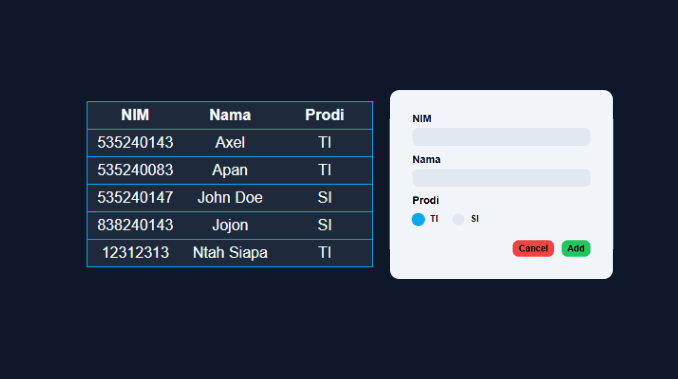 NIM Nama Prodi
535240143 Axel TI
535240083 Apan TI
535240147 John Doe SI
838240143 Jojon SI
12312313 Ntah Siapa TI
NIM
Nama
Prodi
TI SI
Cancel Add